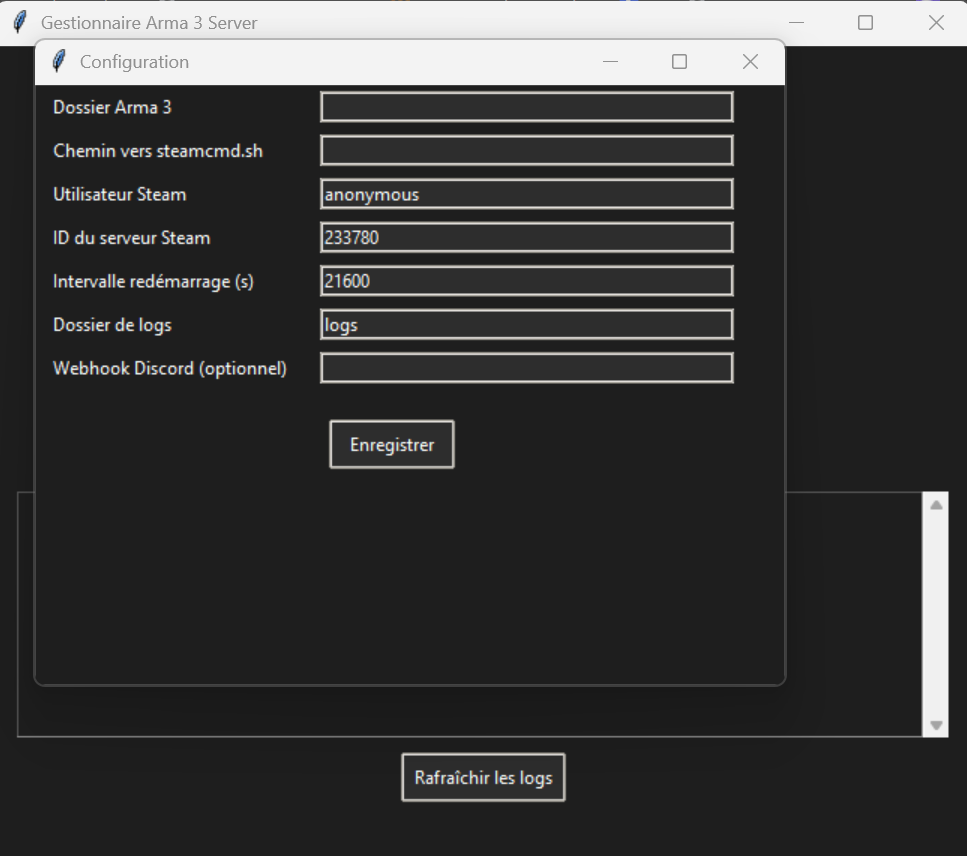 Gestionnaire Arma 3 Server
Configuration
Dossier Arma 3
Chemin vers steamcmd.sh
Utilisateur Steam
anonymous
ID du serveur Steam
233780
Intervalle redémarrage (s)
21600
Dossier de logs
logs
Webhook Discord (optionnel)
Enregistrer
Rafraîchir les logs